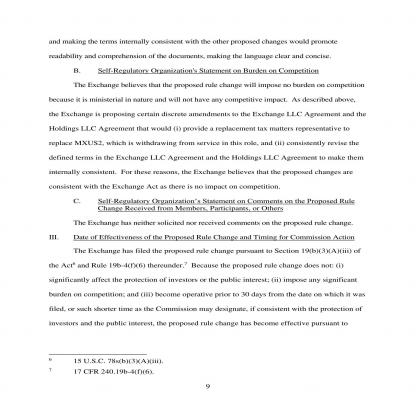 and making the terms internally consistent with the other proposed changes would promote
readability and comprehension of the documents, making the language clear and concise.
B. Self-Regulatory Organization's Statement on Burden on Competition
The Exchange believes that the proposed rule change will impose no burden on competition
because it is ministerial in nature and will not have any competitive impact. As described above,
the Exchange is proposing certain discrete amendments to the Exchange LLC Agreement and the
Holdings LLC Agreement that would (i) provide a replacement tax matters representative to
replace MXUS2, which is withdrawing from service in this role, and (ii) consistently revise the
defined terms in the Exchange LLC Agreement and the Holdings LLC Agreement to make them
internally consistent. For these reasons, the Exchange believes that the proposed changes are
consistent with the Exchange Act as there is no impact on competition.
C. Self-Regulatory Organization's Statement on Comments on the Proposed Rule
Change Received from Members, Participants, or Others
The Exchange has neither solicited nor received comments on the proposed rule change.
III. Date of Effectiveness of the Proposed Rule Change and Timing for Commission Action
The Exchange has filed the proposed rule change pursuant to Section 19(b)(3)(A)(iii) of
the Act6 and Rule 19b-4(f)(6) thereunder.7 Because the proposed rule change does not: (i)
significantly affect the protection of investors or the public interest; (ii) impose any significant
burden on competition; and (iii) become operative prior to 30 days from the date on which it was
filed, or such shorter time as the Commission may designate, if consistent with the protection of
investors and the public interest, the proposed rule change has become effective pursuant to
6 15 U.S.C. 78s(b)(3)(A)(iii).
7 17 CFR 240.19b-4(f)(6).
9